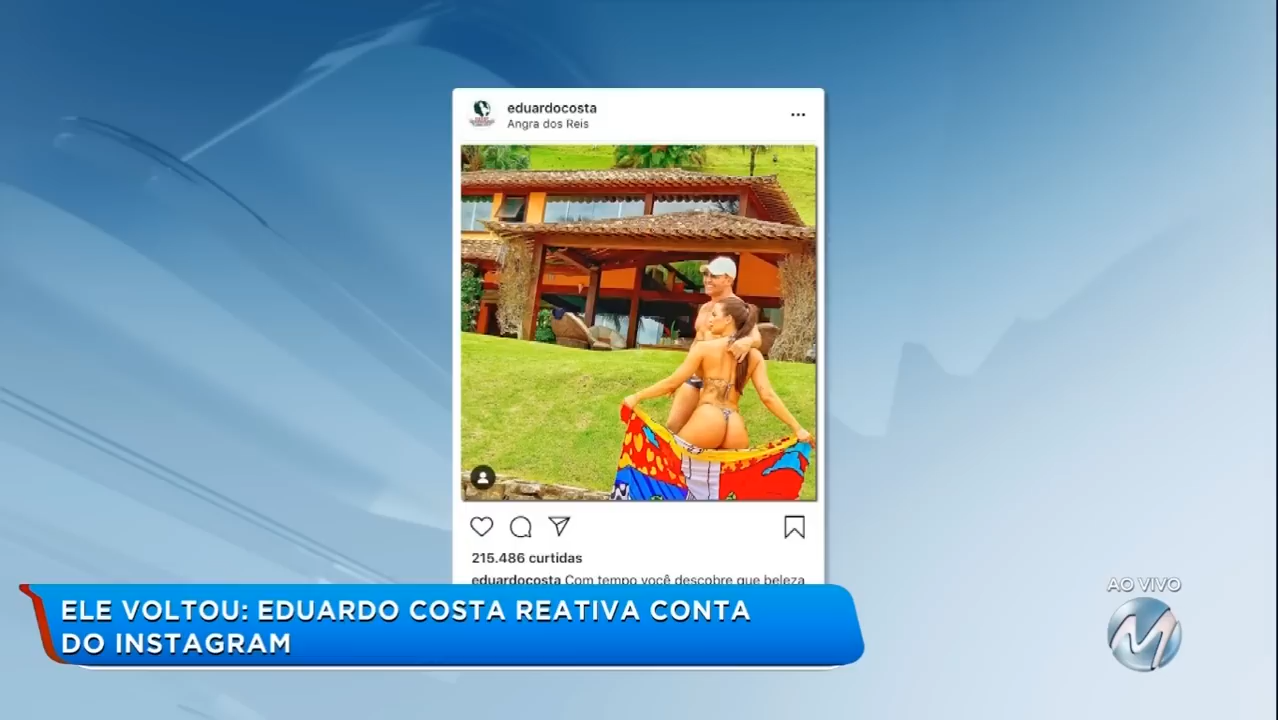 eduardocosta
Angra dos Reis
215.486 curtidas
eduardocosta Com tempo você descobre que beleza
ELE VOLTOU: EDUARDO COSTA REATIVA CONTA
DO INSTAGRAM
AO VIVO
M